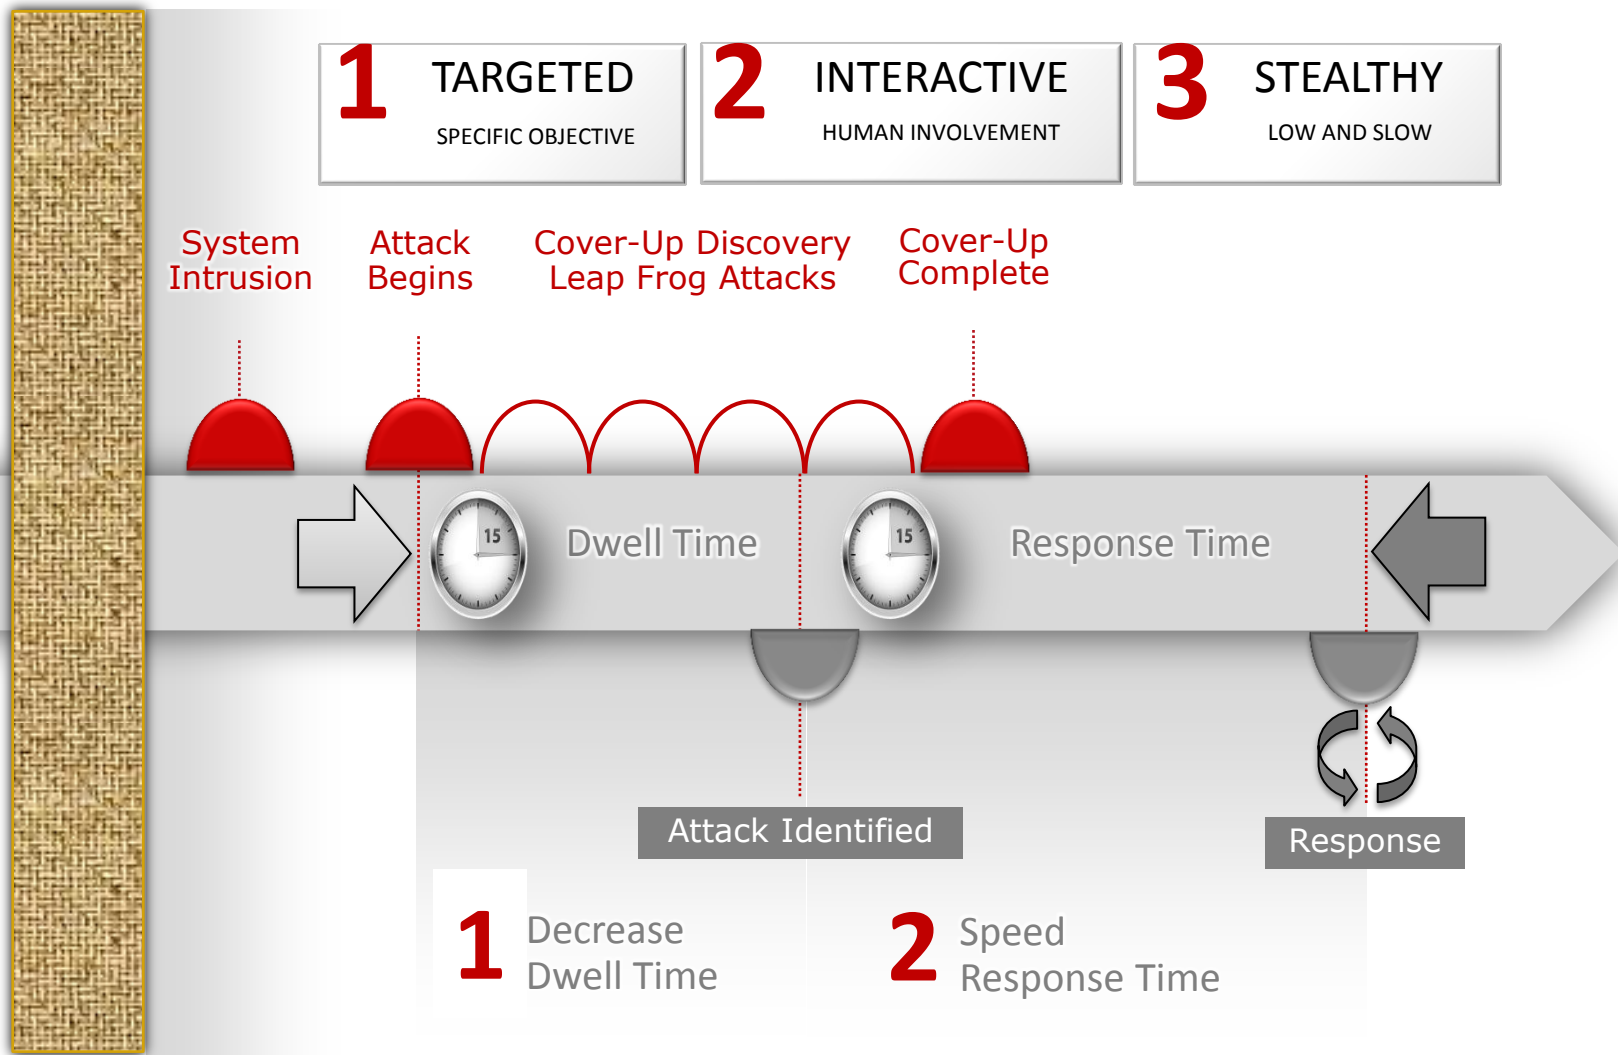 1 TARGETED
SPECIFIC OBJECTIVE
2 INTERACTIVE
HUMAN INVOLVEMENT
3 STEALTHY
LOW AND SLOW
System
Intrusion
Attack
Begins
Cover-Up Discovery
Leap Frog Attacks
Cover-Up
Complete
15
Dwell Time
15
Response Time
Attack Identified
Response
1 Decrease
Dwell Time
2 Speed
Response Time